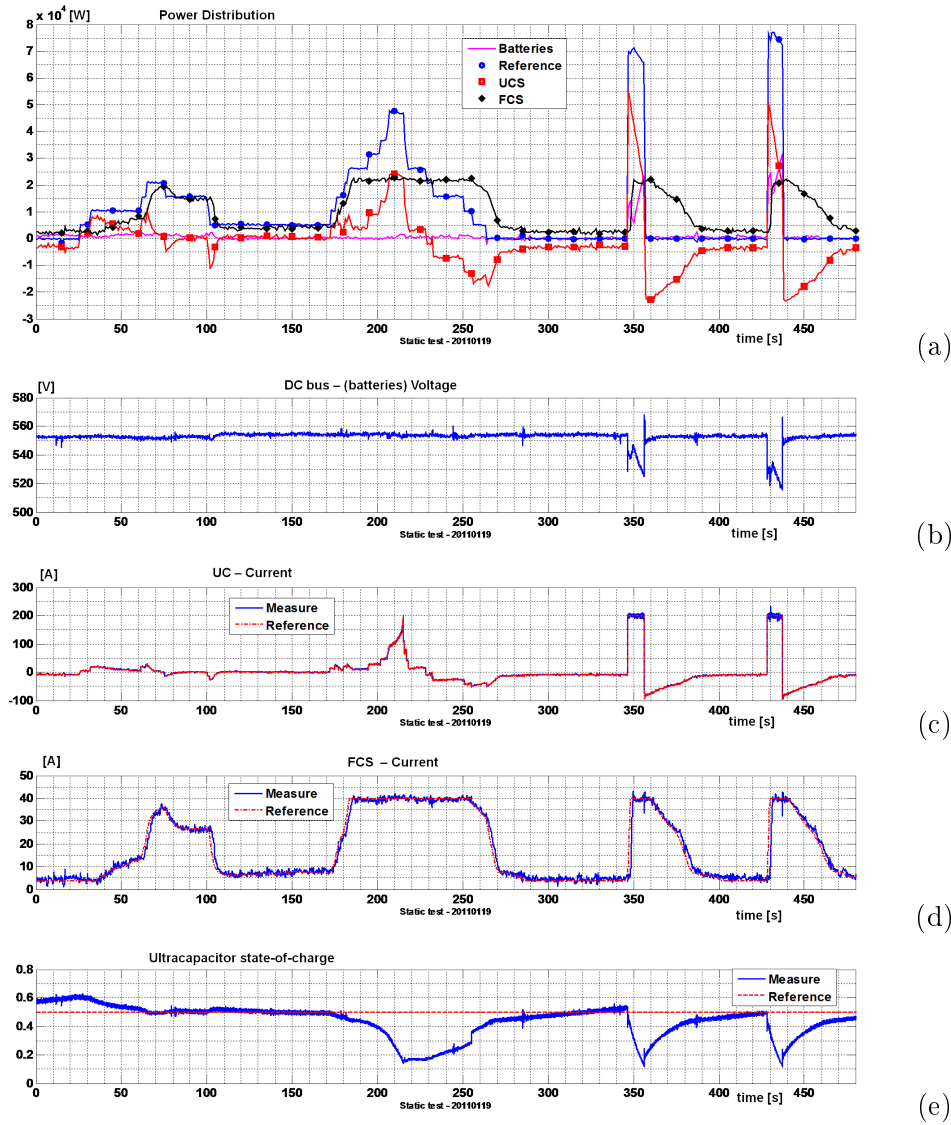 x 10⁴ [W]
Power Distribution
8
7
6
5
4
3
2
1
0
-1
-2
-3
Batteries
Reference
UCS
FCS
0 50 100 150 200 250 300 350 400 450
Static test - 20110119
time [s]
(a)
[V]
DC bus – (batteries) Voltage
580
560
540
520
500
0 50 100 150 200 250 300 350 400 450
Static test - 20110119
time [s]
(b)
[A]
UC – Current
300
200
100
0
-100
Measure
Reference
0 50 100 150 200 250 300 350 400 450
Static test - 20110119
time [s]
(c)
[A]
FCS – Current
50
40
30
20
10
0
Measure
Reference
0 50 100 150 200 250 300 350 400 450
Static test - 20110119
time [s]
(d)
Ultracapacitor state-of-charge
0.8
0.6
0.4
0.2
0
Measure
Reference
0 50 100 150 200 250 300 350 400 450
Static test - 20110119
time [s]
(e)